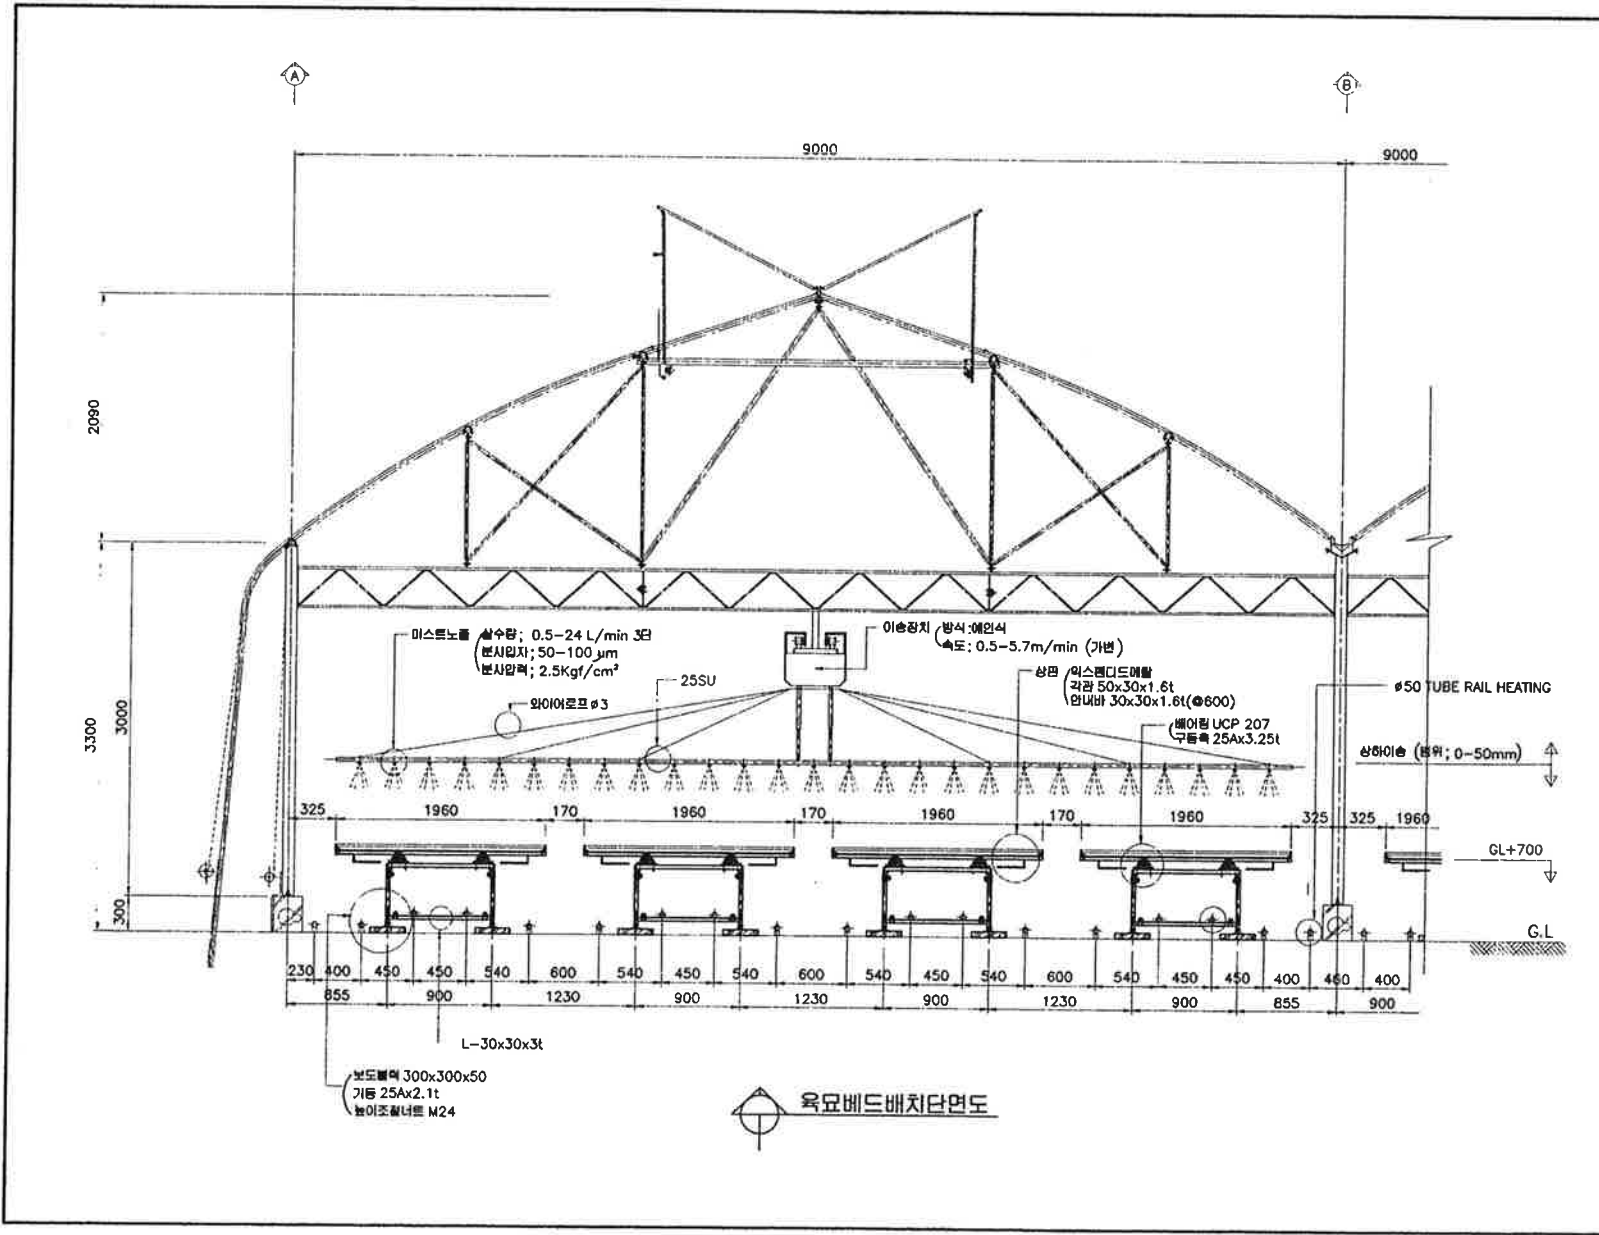 A
B
9000
9000
2090
3300
3000
300
미스트노즐
살수량; 0.5-24 L/min 3단
분사입자; 50-100 μm
분사압력; 2.5Kgf/cm²
이송장치
방식;예인식
속도; 0.5-5.7m/min (가변)
25SU
와이어로프ø3
상판
익스펜디드메탈
각관 50x30x1.6t
안내바 30x30x1.6t(@600)
ø50 TUBE RAIL HEATING
베어링 UCP 207
구동축 25Ax3.25t
상하이송 (범위; 0-50mm)
325 1960 170 1960 170 1960 170 1960 325 325 1960
GL+700
G.L
230 400 450 450 540 600 540 450 540 600 540 450 540 600 540 450 450 400 460 400
855 900 1230 900 1230 900 1230 900 855 900
L-30x30x3t
보도블럭 300x300x50
기둥 25Ax2.1t
높이조절너트 M24
육묘베드배치단면도